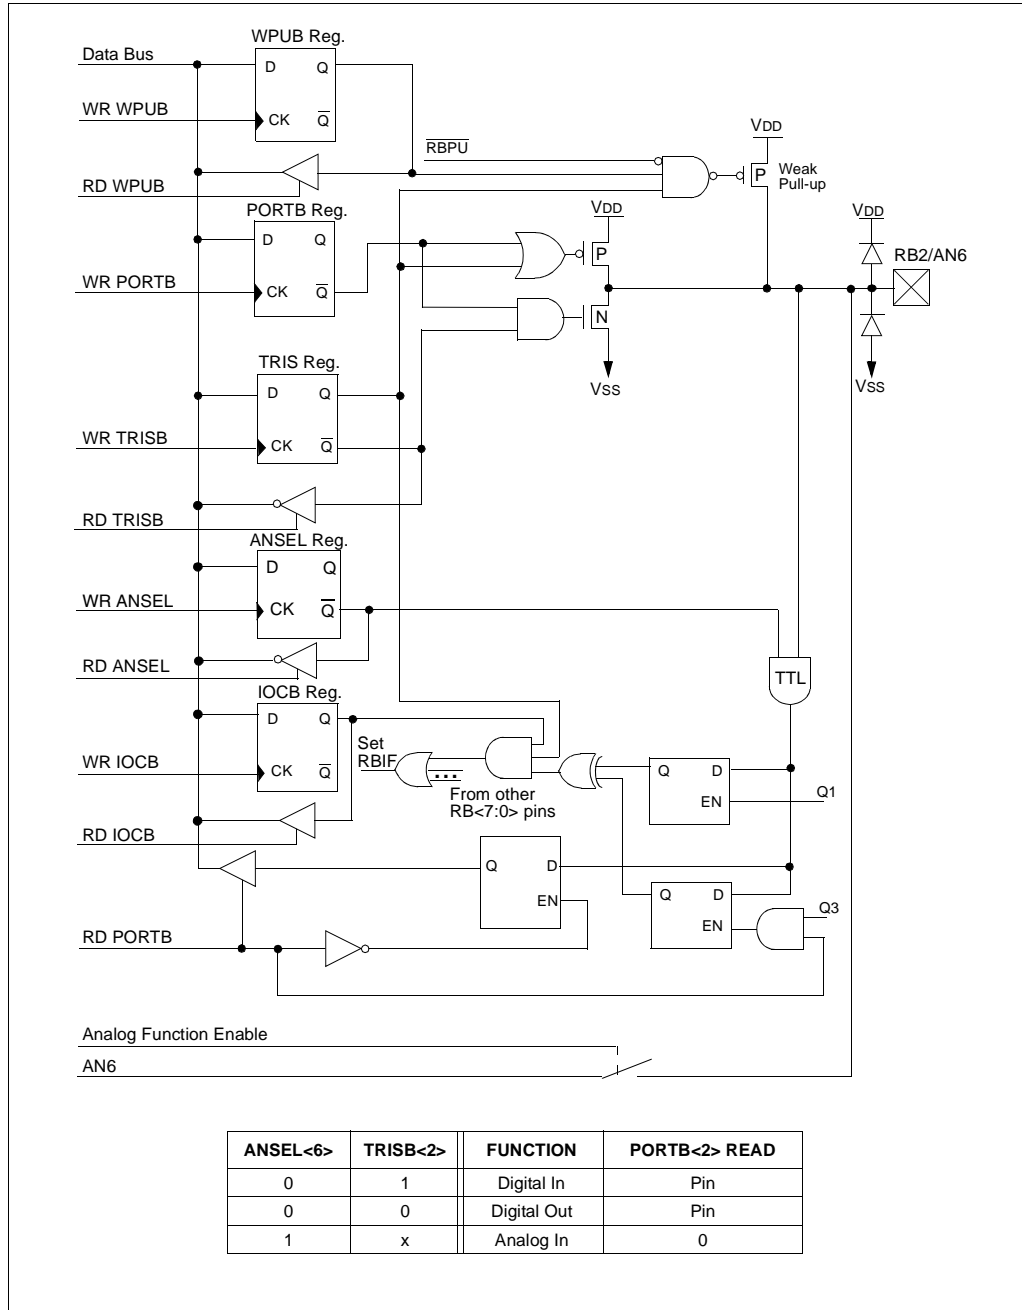 WPUB Reg.
Data Bus
D Q
WR WPUB
CK Q
RBPU
VDD
P
Weak
Pull-up
RD WPUB
PORTB Reg.
VDD
VDD
D Q
P
RB2/AN6
WR PORTB
CK Q
N
TRIS Reg.
VSS
VSS
D Q
WR TRISB
CK Q
RD TRISB
ANSEL Reg.
D Q
WR ANSEL
CK Q
RD ANSEL
TTL
IOCB Reg.
D Q
Set
RBIF
WR IOCB
CK Q
...
From other
RB<7:0> pins
Q D
EN
Q1
RD IOCB
Q D
EN
Q D
EN
Q3
RD PORTB
Analog Function Enable
AN6
ANSEL<6> TRISB<2> FUNCTION PORTB<2> READ
0 1 Digital In Pin
0 0 Digital Out Pin
1 x Analog In 0